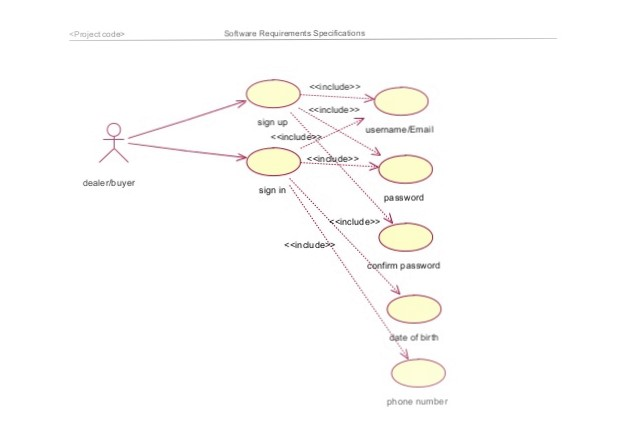 <Project code>
Software Requirements Specifications
<<include>>
<<include>>
sign up
username/Email
<<include>>
<<include>>
dealer/buyer
sign in
password
<<include>>
<<include>>
confirm password
date of birth
phone number